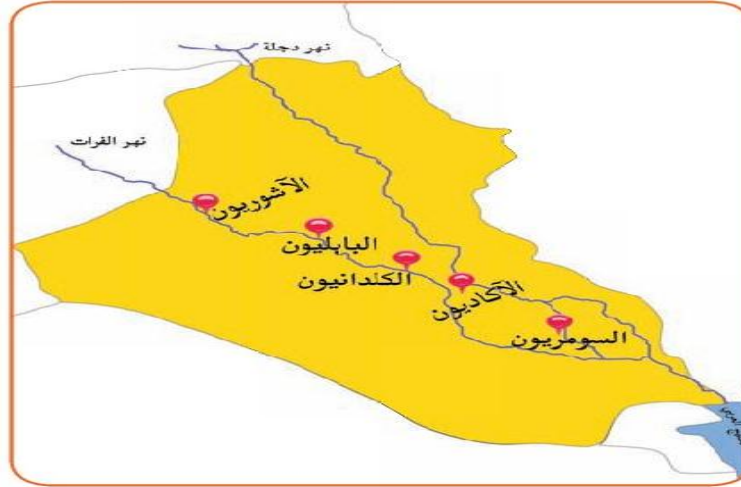 نهر دجلة
نهر الفرات
الآشوريون
البابليون
الكلدانيون
الآكاديون
السومريون